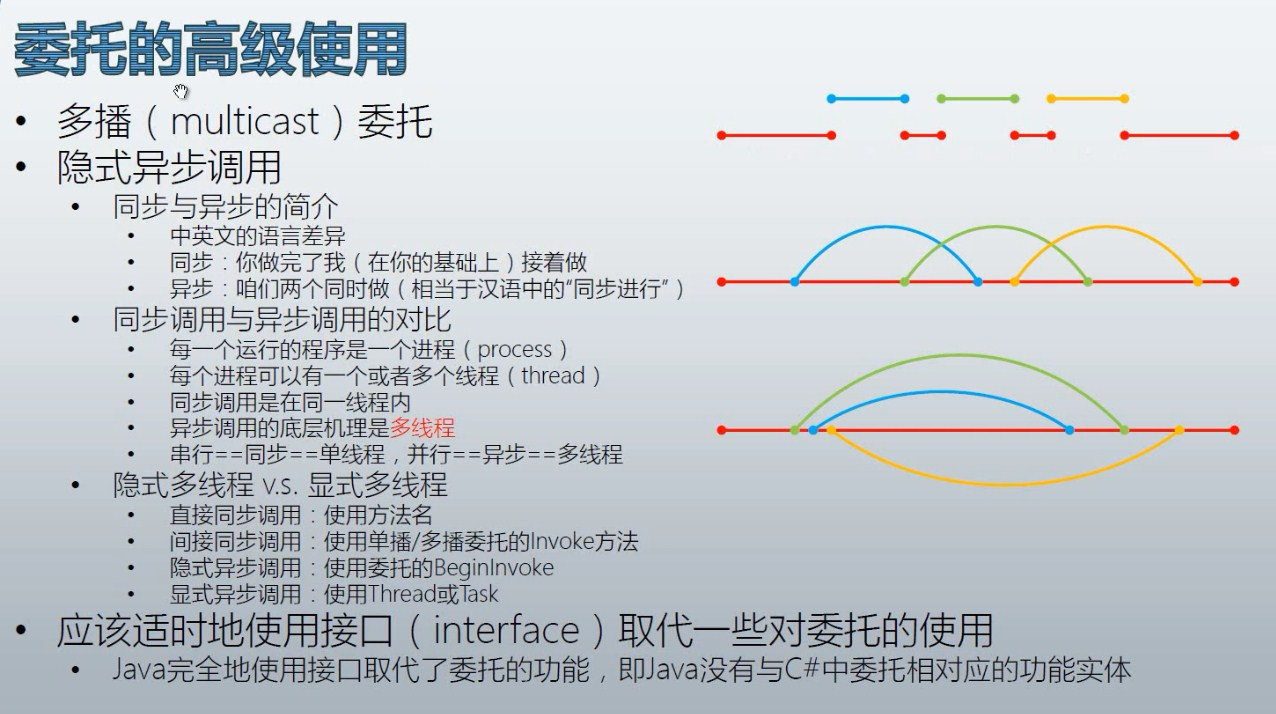 委托的高级使用
• 多播（multicast）委托
• 隐式异步调用
• 同步与异步的简介
• 中英文的语言差异
• 同步：你做完了我（在你的基础上）接着做
• 异步：咱们两个同时做（相当于汉语中的“同步进行”）
• 同步调用与异步调用的对比
• 每一个运行的程序是一个进程（process）
• 每个进程可以有一个或者多个线程（thread）
• 同步调用是在同一线程内
• 异步调用的底层机理是多线程
• 串行==同步==单线程，并行==异步==多线程
• 隐式多线程 v.s. 显式多线程
• 直接同步调用：使用方法名
• 间接同步调用：使用单播/多播委托的Invoke方法
• 隐式异步调用：使用委托的BeginInvoke
• 显式异步调用：使用Thread或Task
• 应该适时地使用接口（interface）取代一些对委托的使用
• Java完全地使用接口取代了委托的功能，即Java没有与C#中委托相对应的功能实体